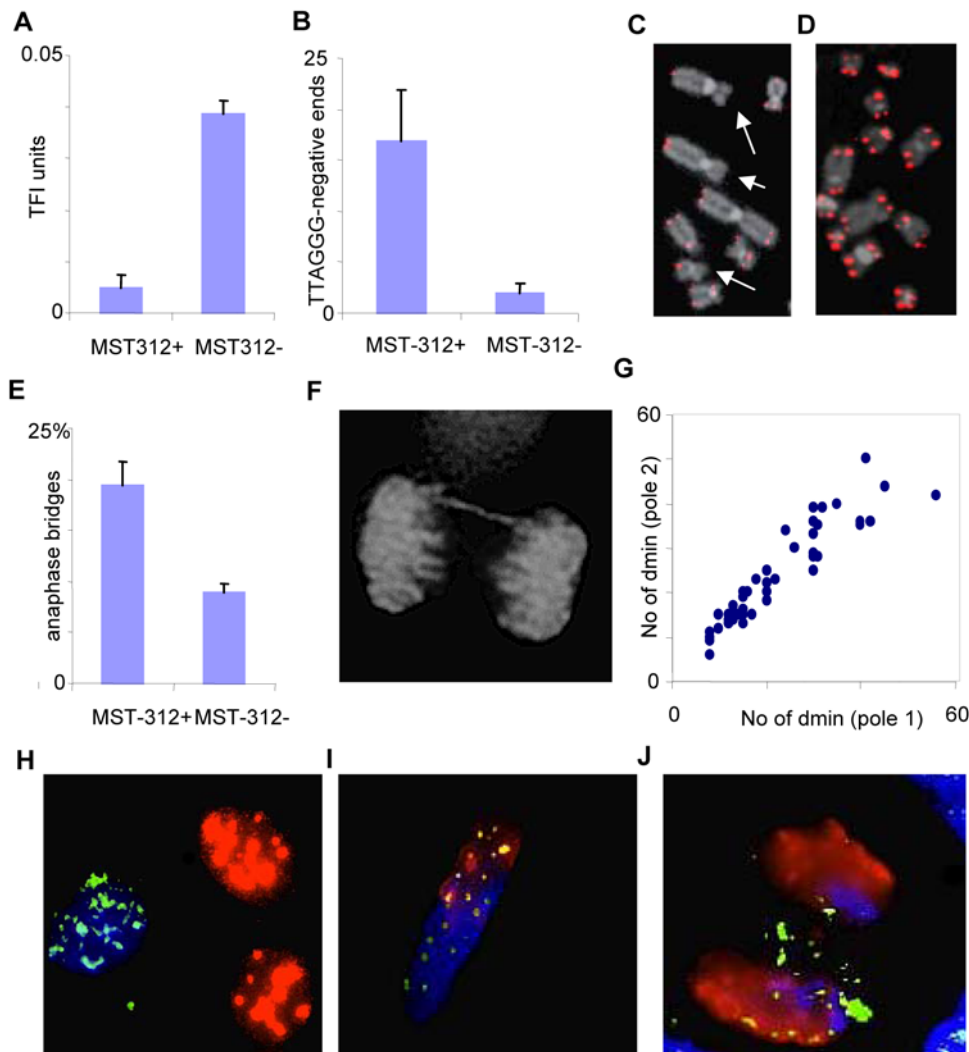 A
0.05
TFI units
0
MST312+ MST312-
B
25
TTAGGG-negative ends
0
MST-312+ MST-312-
C
D
E
25%
anaphase bridges
0
MST-312+ MST-312-
F
G
60
No of dmin (pole 2)
0
0 60
No of dmin (pole 1)
H
I
J